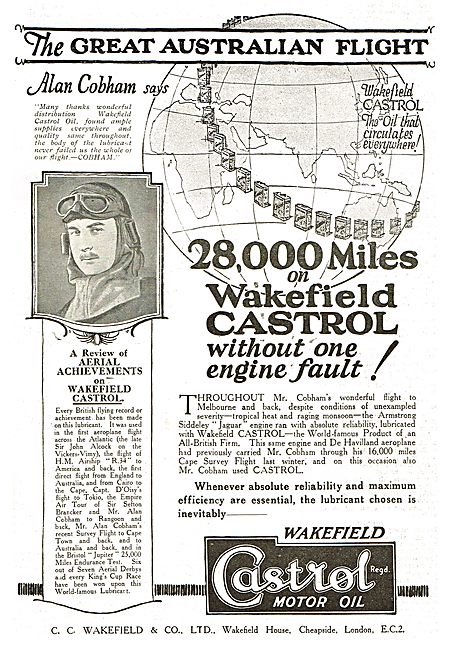 The GREAT AUSTRALIAN FLIGHT
Alan Cobham says
"Many thanks wonderful
distribution Wakefield
Castrol Oil, found ample
supplies everywhere and
quality same throughout,
the body of the lubricant
never failed us the whole of
our flight.—COBHAM."
Wakefield
CASTROL
The Oil that
circulates
everywhere!
28,000 Miles
on
Wakefield
CASTROL
without one
engine fault!
A Review of
AERIAL
ACHIEVEMENTS
on
WAKEFIELD
CASTROL.
Every British flying record or
achievement has been made
on this lubricant. It was used
in the first aeroplane flight
across the Atlantic (the late
Sir John Alcock on the
Vickers-Vimy), the flight of
H.M. Airship "R.34" to
America and back, the first
direct flight from England to
Australia, and from Cairo to
the Cape, Capt. D'Oisy's
flight to Tokio, the Empire
Air Tour of Sir Sefton
Brancker and Mr. Alan
Cobham to Rangoon and
back, Mr. Alan Cobham's
recent Survey Flight to Cape
Town and back, and to
Australia and back, and in
the Bristol "Jupiter" 25,000
Miles Endurance Test. Six
out of Seven Aerial Derbys
and every King's Cup Race
have been won upon this
World-famous Lubricant.
THROUGHOUT Mr. Cobham's wonderful flight to
Melbourne and back, despite conditions of unexampled
severity—tropical heat and raging monsoon—the Armstrong
Siddeley "Jaguar" engine ran with absolute reliability, lubricated
with Wakefield CASTROL—the World-famous Product of an
All-British Firm. This same engine and De Havilland aeroplane
had previously carried Mr. Cobham through his 16,000 miles
Cape Survey Flight last winter, and on this occasion also
Mr. Cobham used CASTROL.
Whenever absolute reliability and maximum
efficiency are essential, the lubricant chosen is
inevitably———
WAKEFIELD
Castrol Regd.
MOTOR OIL
C. C. WAKEFIELD & CO., LTD., Wakefield House, Cheapside, London, E.C.2.